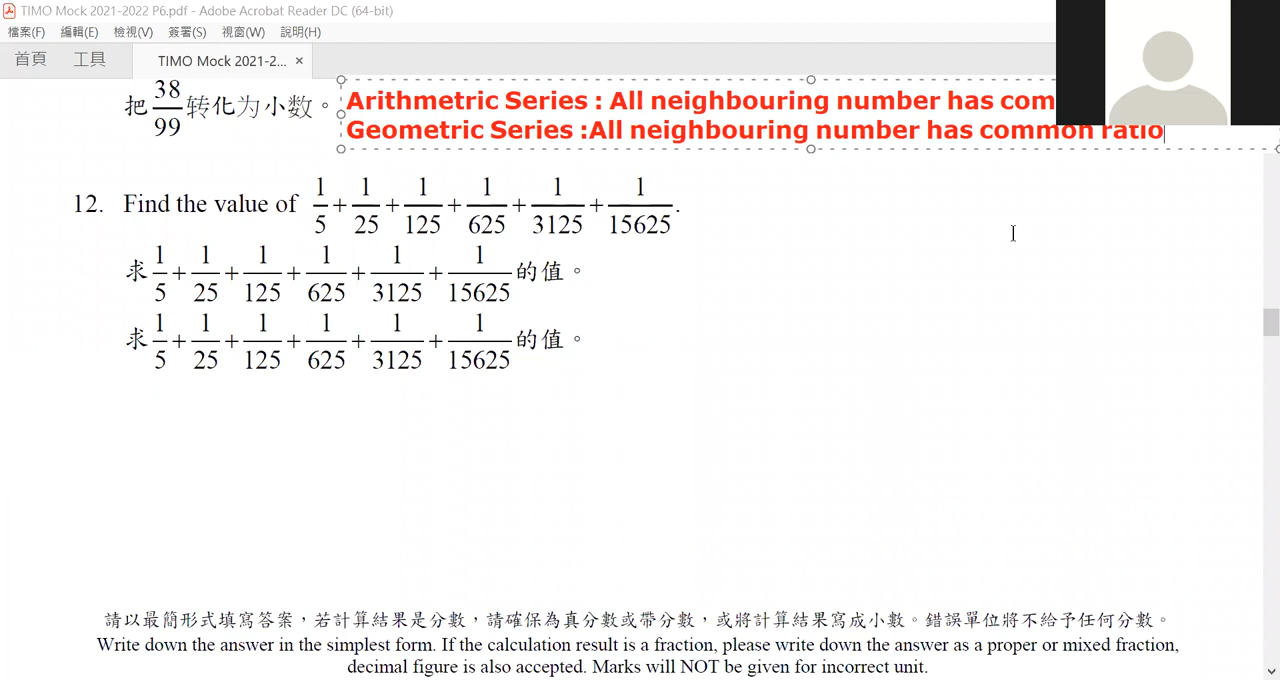 TIMO Mock 2021-2022 P6.pdf - Adobe Acrobat Reader DC (64-bit)
檔案(F) 編輯(E) 檢視(V) 簽署(S) 視窗(W) 說明(H)
首頁 工具 TIMO Mock 2021-2... ×
把 38/99 转化为小数。
Arithmetric Series : All neighbouring number has com
Geometric Series :All neighbouring number has common ratio
12. Find the value of 1/5 + 1/25 + 1/125 + 1/625 + 1/3125 + 1/15625.
求 1/5 + 1/25 + 1/125 + 1/625 + 1/3125 + 1/15625 的值。
求 1/5 + 1/25 + 1/125 + 1/625 + 1/3125 + 1/15625 的值。
請以最簡形式填寫答案，若計算結果是分數，請確保為真分數或帶分數，或將計算結果寫成小數。錯誤單位將不給予任何分數。
Write down the answer in the simplest form. If the calculation result is a fraction, please write down the answer as a proper or mixed fraction,
decimal figure is also accepted. Marks will NOT be given for incorrect unit.